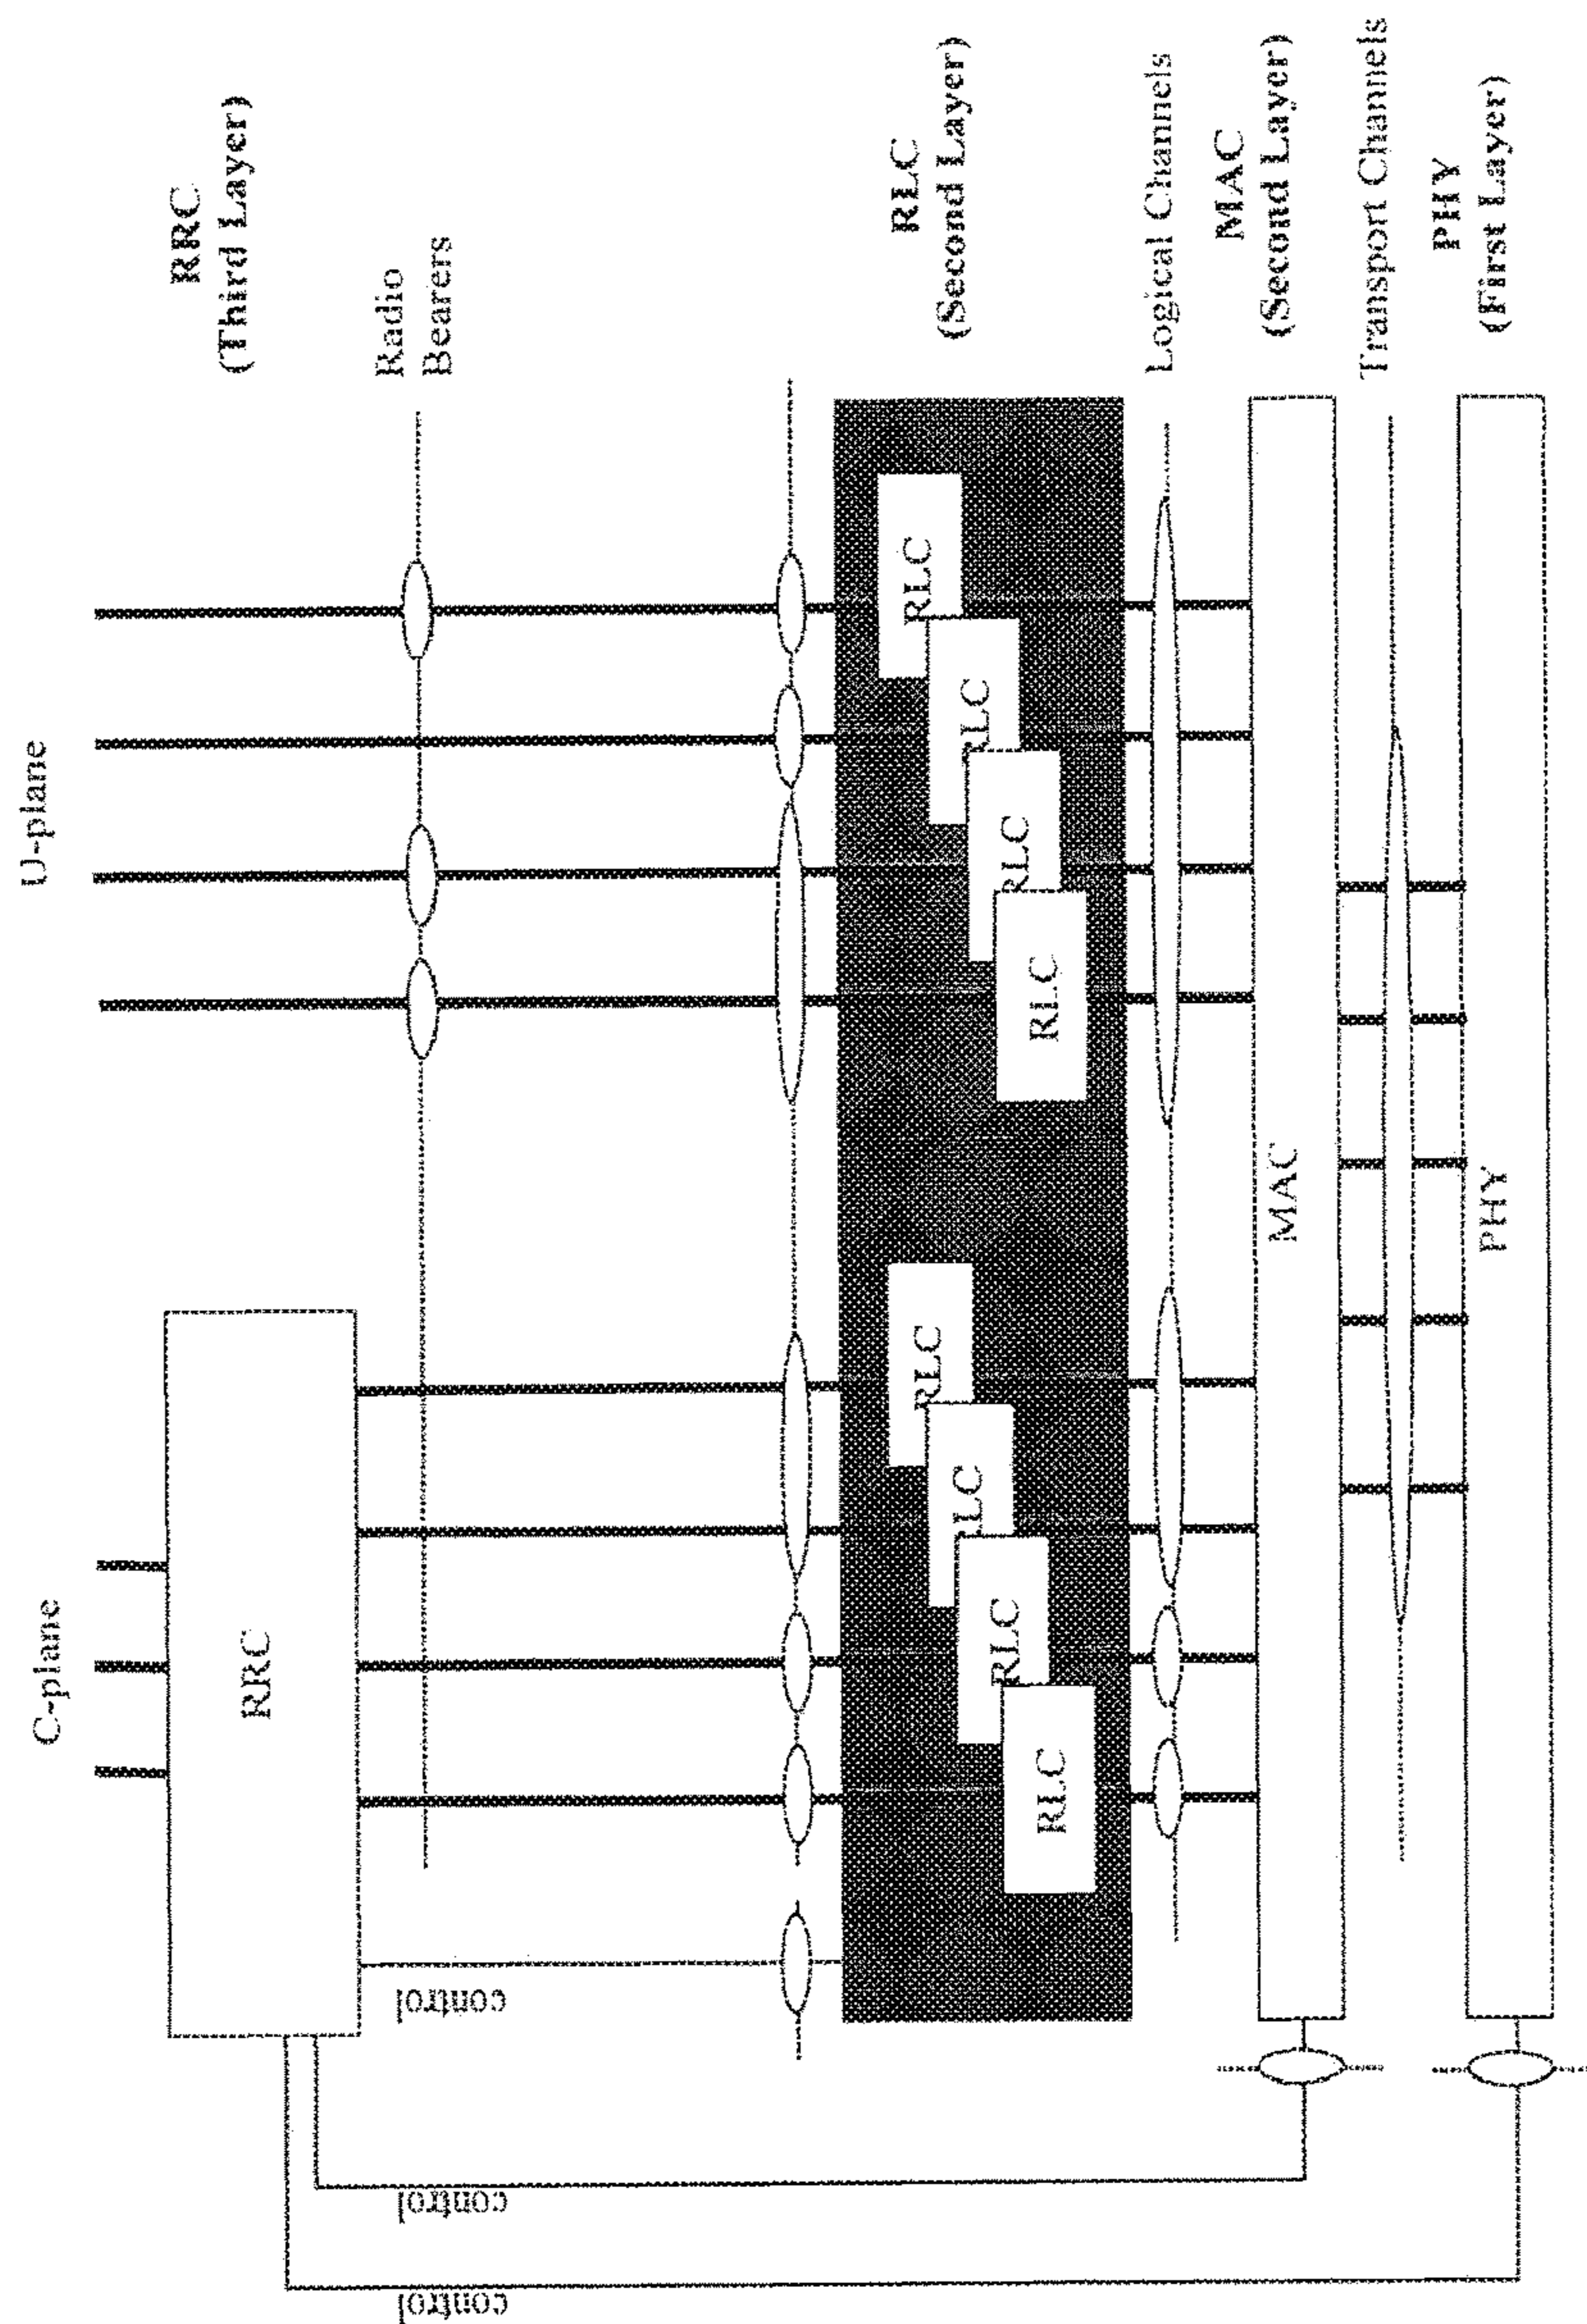 C-plane
U-plane
RRC
(Third Layer)
RRC
Radio
Bearers
control
control
control
RLC
RLC
RLC
RLC
RLC
RLC
RLC
RLC
RLC
(Second Layer)
Logical Channels
MAC
MAC
(Second Layer)
Transport Channels
PHY
PHY
(First Layer)